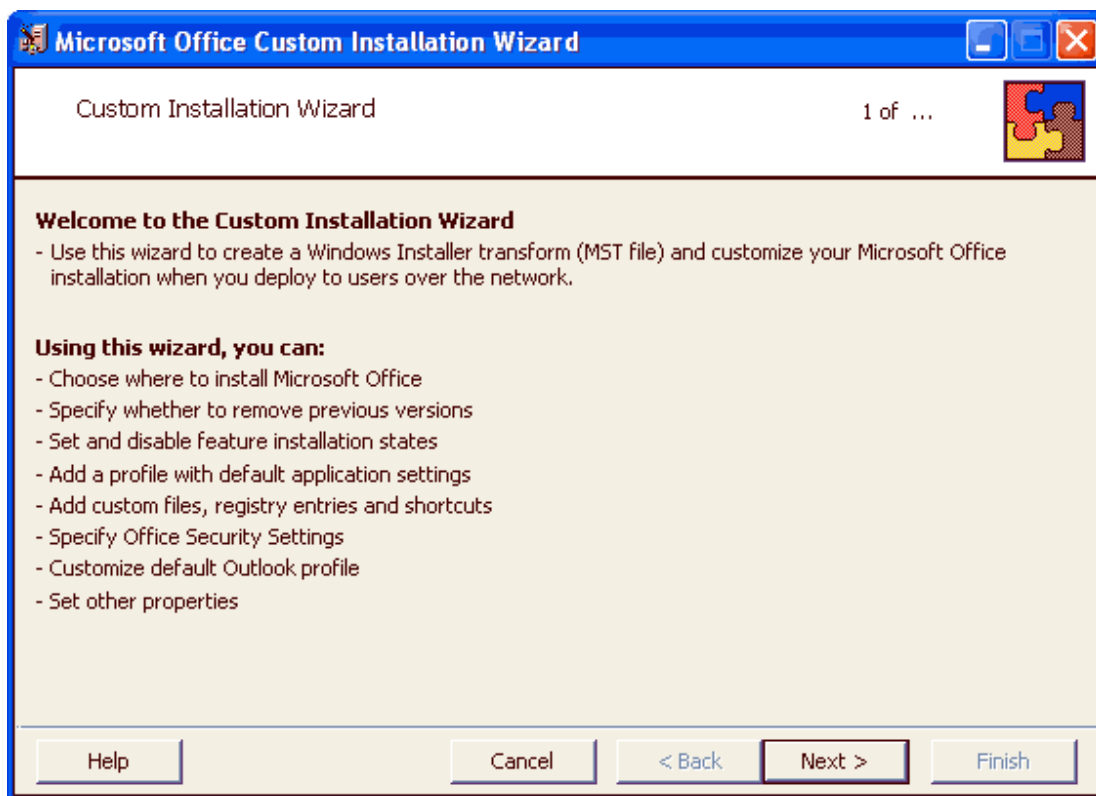 Microsoft Office Custom Installation Wizard
Custom Installation Wizard
1 of ...
Welcome to the Custom Installation Wizard
- Use this wizard to create a Windows Installer transform (MST file) and customize your Microsoft Office
installation when you deploy to users over the network.
Using this wizard, you can:
- Choose where to install Microsoft Office
- Specify whether to remove previous versions
- Set and disable feature installation states
- Add a profile with default application settings
- Add custom files, registry entries and shortcuts
- Specify Office Security Settings
- Customize default Outlook profile
- Set other properties
Help
Cancel
< Back
Next >
Finish